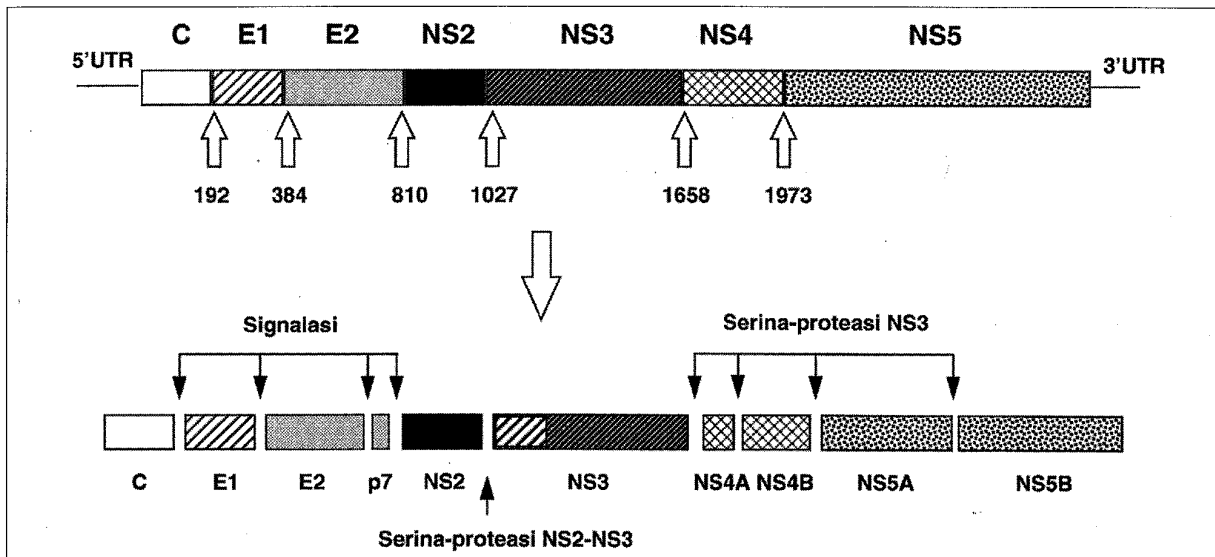 C E1 E2 NS2 NS3 NS4 NS5
5'UTR 3'UTR
192 384 810 1027 1658 1973
Signalasi Serina-proteasi NS3
C E1 E2 p7 NS2 NS3 NS4A NS4B NS5A NS5B
Serina-proteasi NS2-NS3